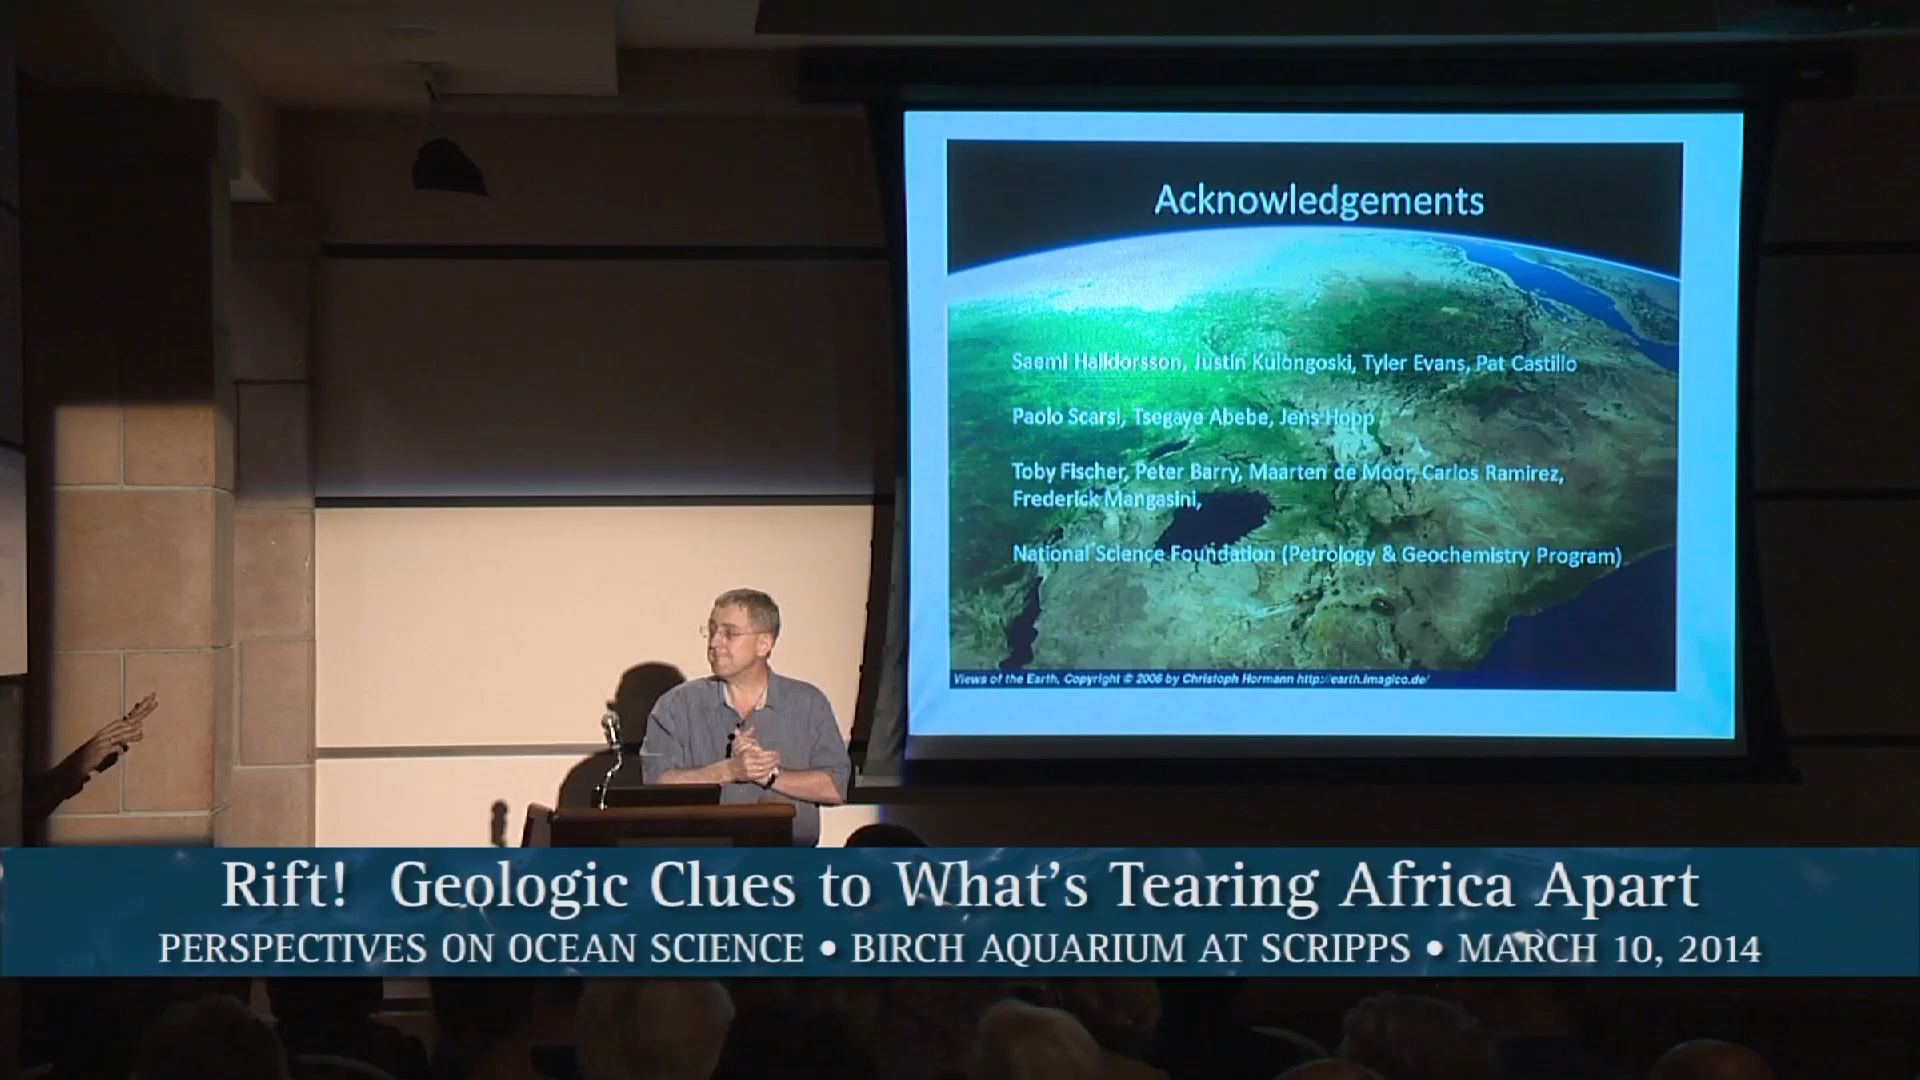 Acknowledgements
Saemi Halldorsson, Justin Kulongoski, Tyler Evans, Pat Castillo
Paolo Scarsi, Tsegaye Abebe, Jens Hopp
Toby Fischer, Peter Barry, Maarten de Moor, Carlos Ramirez,
Frederick Mangasini,
National Science Foundation (Petrology & Geochemistry Program)
Views of the Earth, Copyright © 2006 by Christoph Hormann http://earth.imagico.de/
Rift! Geologic Clues to What's Tearing Africa Apart
PERSPECTIVES ON OCEAN SCIENCE • BIRCH AQUARIUM AT SCRIPPS • MARCH 10, 2014